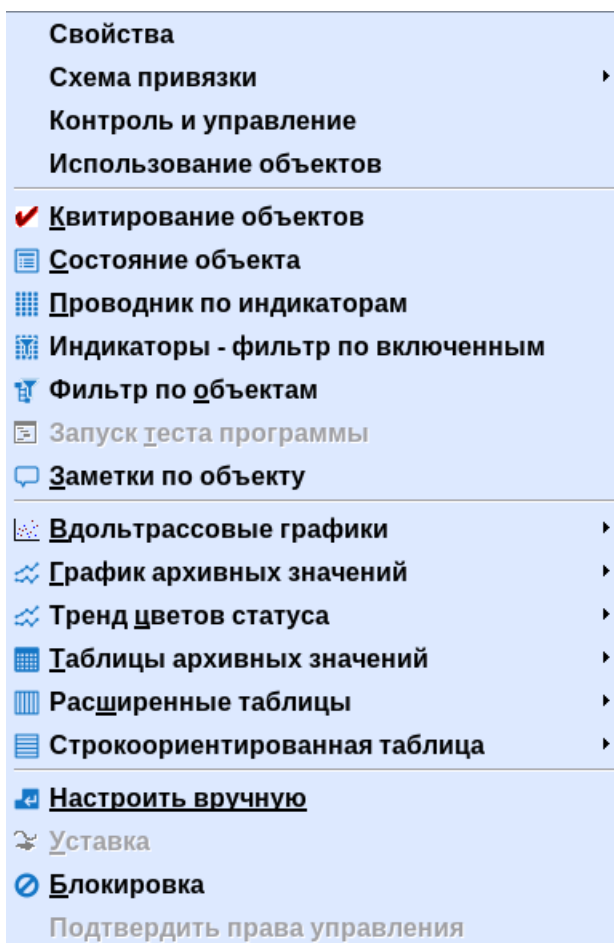 Свойства
Схема привязки
Контроль и управление
Использование объектов
Квитирование объектов
Состояние объекта
Проводник по индикаторам
Индикаторы - фильтр по включенным
Фильтр по объектам
Запуск теста программы
Заметки по объекту
Вдольтрассовые графики
График архивных значений
Тренд цветов статуса
Таблицы архивных значений
Расширенные таблицы
Строкоориентированная таблица
Настроить вручную
Уставка
Блокировка
Подтвердить права управления